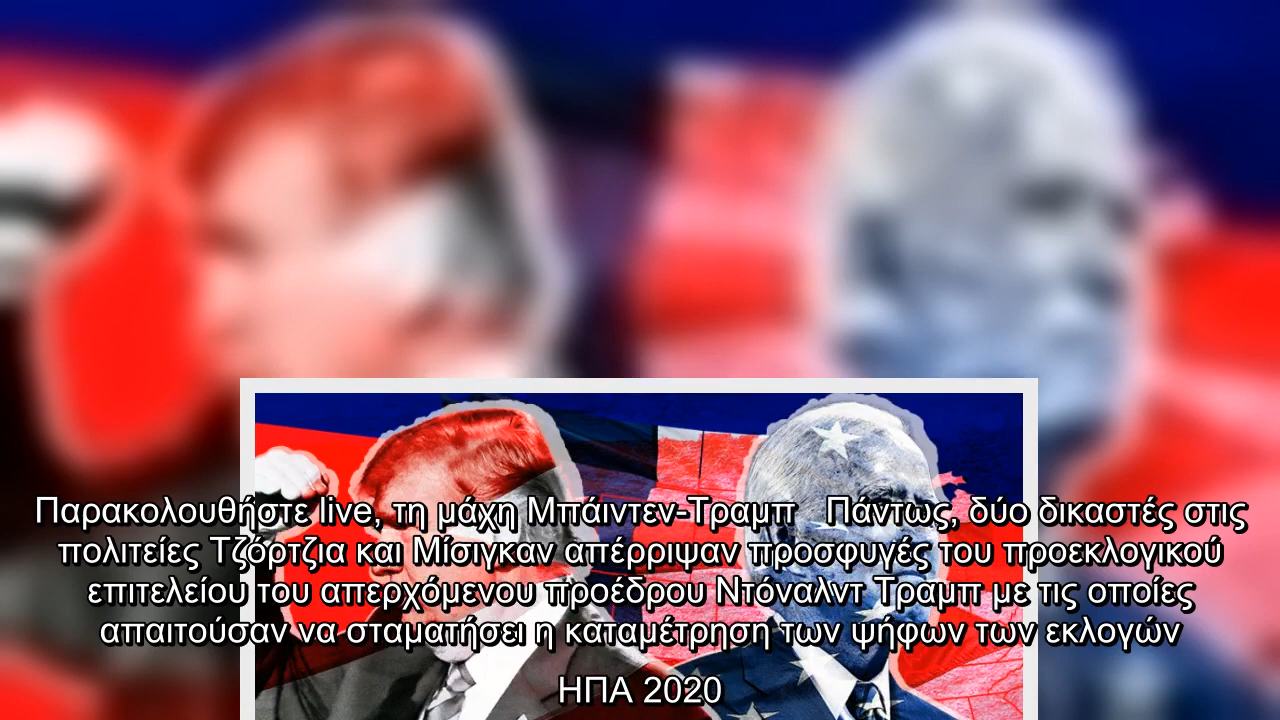 Παρακολουθήστε live, τη μάχη Μπάιντεν-Τραμπ Πάντως, δύο δικαστές στις
πολιτείες Τζόρτζια και Μίσιγκαν απέρριψαν προσφυγές του προεκλογικού
επιτελείου του απερχόμενου προέδρου Ντόναλντ Τραμπ με τις οποίες
απαιτούσαν να σταματήσει η καταμέτρηση των ψήφων των εκλογών
ΗΠΑ 2020